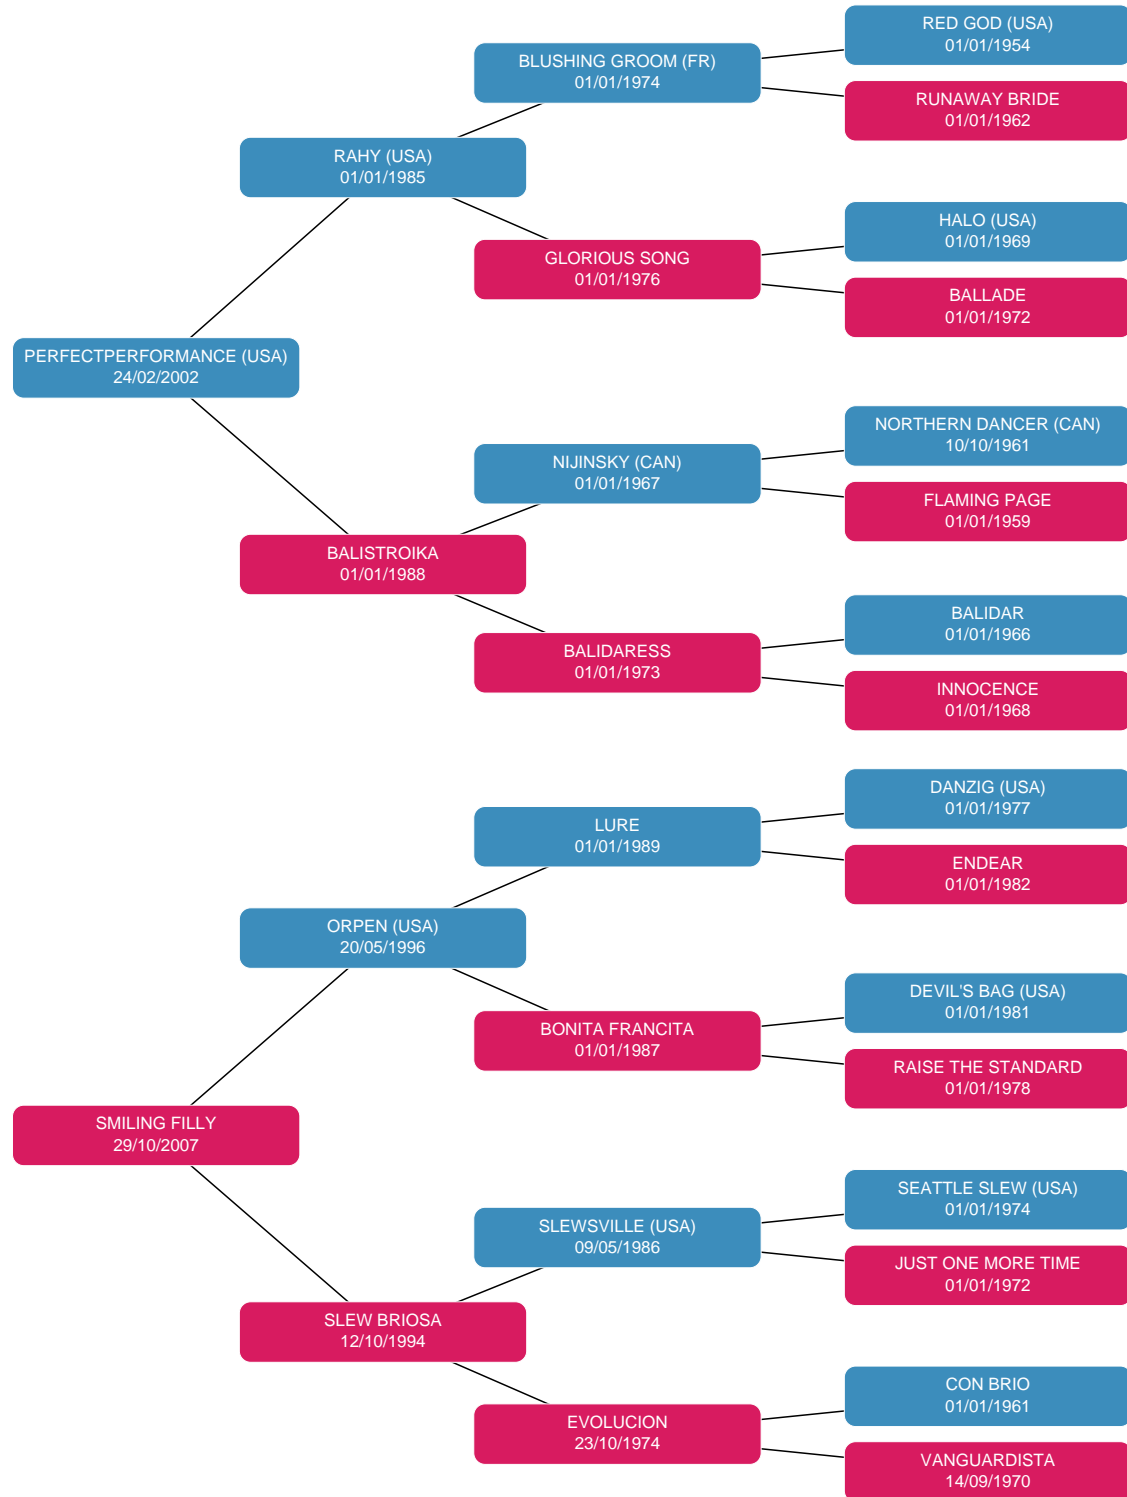 RED GOD (USA)
01/01/1954
BLUSHING GROOM (FR)
01/01/1974
RUNAWAY BRIDE
01/01/1962
RAHY (USA)
01/01/1985
HALO (USA)
01/01/1969
GLORIOUS SONG
01/01/1976
BALLADE
01/01/1972
PERFECTPERFORMANCE (USA)
24/02/2002
NORTHERN DANCER (CAN)
10/10/1961
NIJINSKY (CAN)
01/01/1967
FLAMING PAGE
01/01/1959
BALISTROIKA
01/01/1988
BALIDAR
01/01/1966
BALIDARESS
01/01/1973
INNOCENCE
01/01/1968
DANZIG (USA)
01/01/1977
LURE
01/01/1989
ENDEAR
01/01/1982
ORPEN (USA)
20/05/1996
DEVIL'S BAG (USA)
01/01/1981
BONITA FRANCITA
01/01/1987
RAISE THE STANDARD
01/01/1978
SMILING FILLY
29/10/2007
SEATTLE SLEW (USA)
01/01/1974
SLEWSVILLE (USA)
09/05/1986
JUST ONE MORE TIME
01/01/1972
SLEW BRIOSA
12/10/1994
CON BRIO
01/01/1961
EVOLUCION
23/10/1974
VANGUARDISTA
14/09/1970